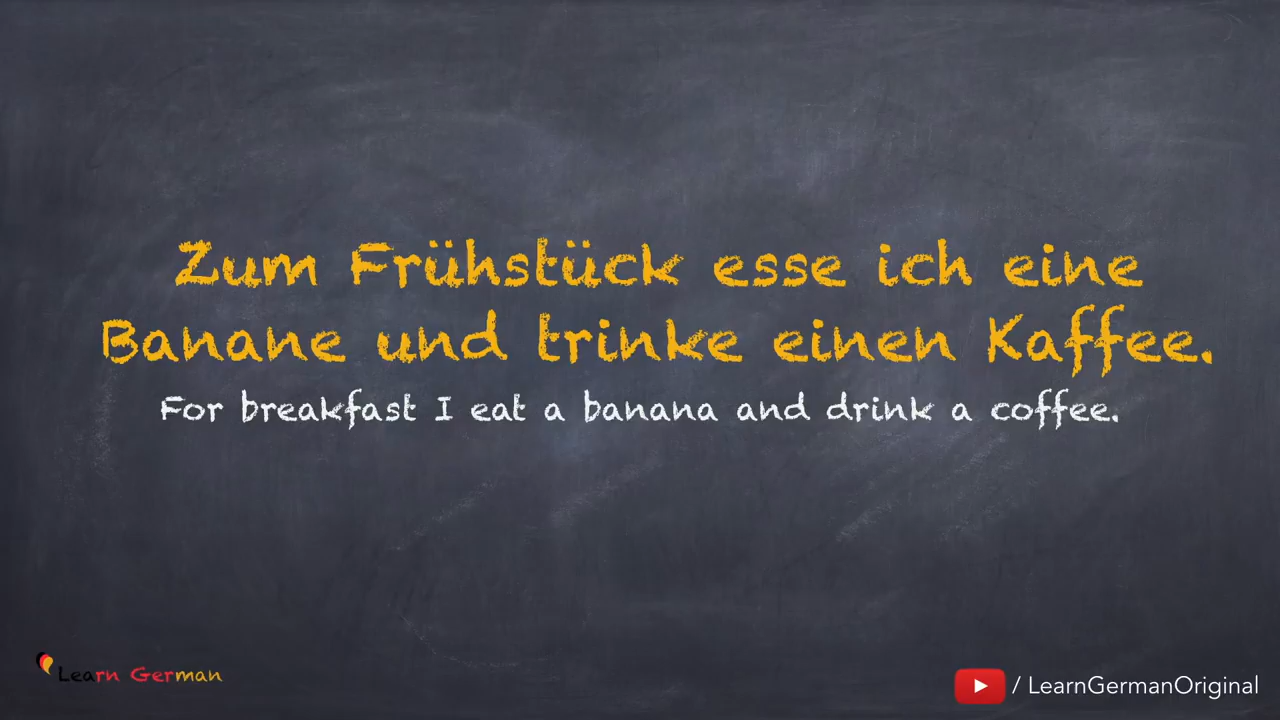 Zum Frühstück esse ich eine
Banane und trinke einen Kaffee.
For breakfast I eat a banana and drink a coffee.
Learn German
/ LearnGermanOriginal